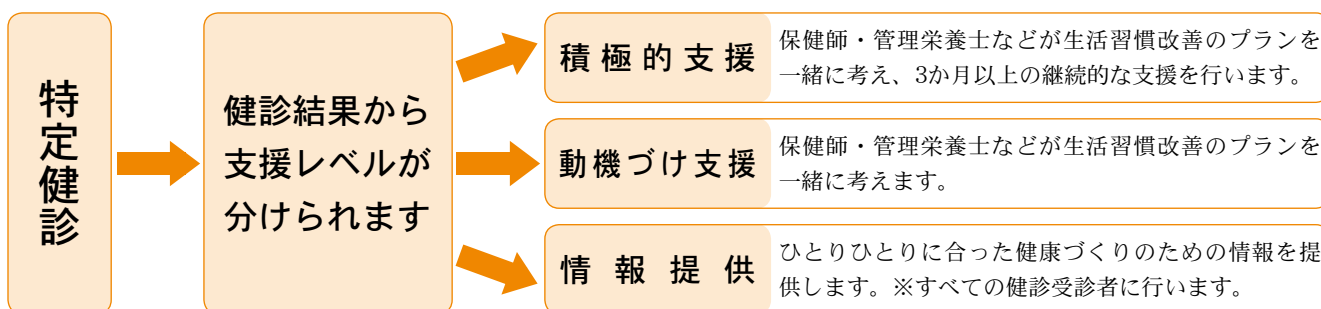 特定健診
健診結果から
支援レベルが
分けられます
積極的支援
保健師・管理栄養士などが生活習慣改善のプランを
一緒に考え、3か月以上の継続的な支援を行います。
動機づけ支援
保健師・管理栄養士などが生活習慣改善のプランを
一緒に考えます。
情報提供
ひとりひとりに合った健康づくりのための情報を提
供します。※すべての健診受診者に行います。